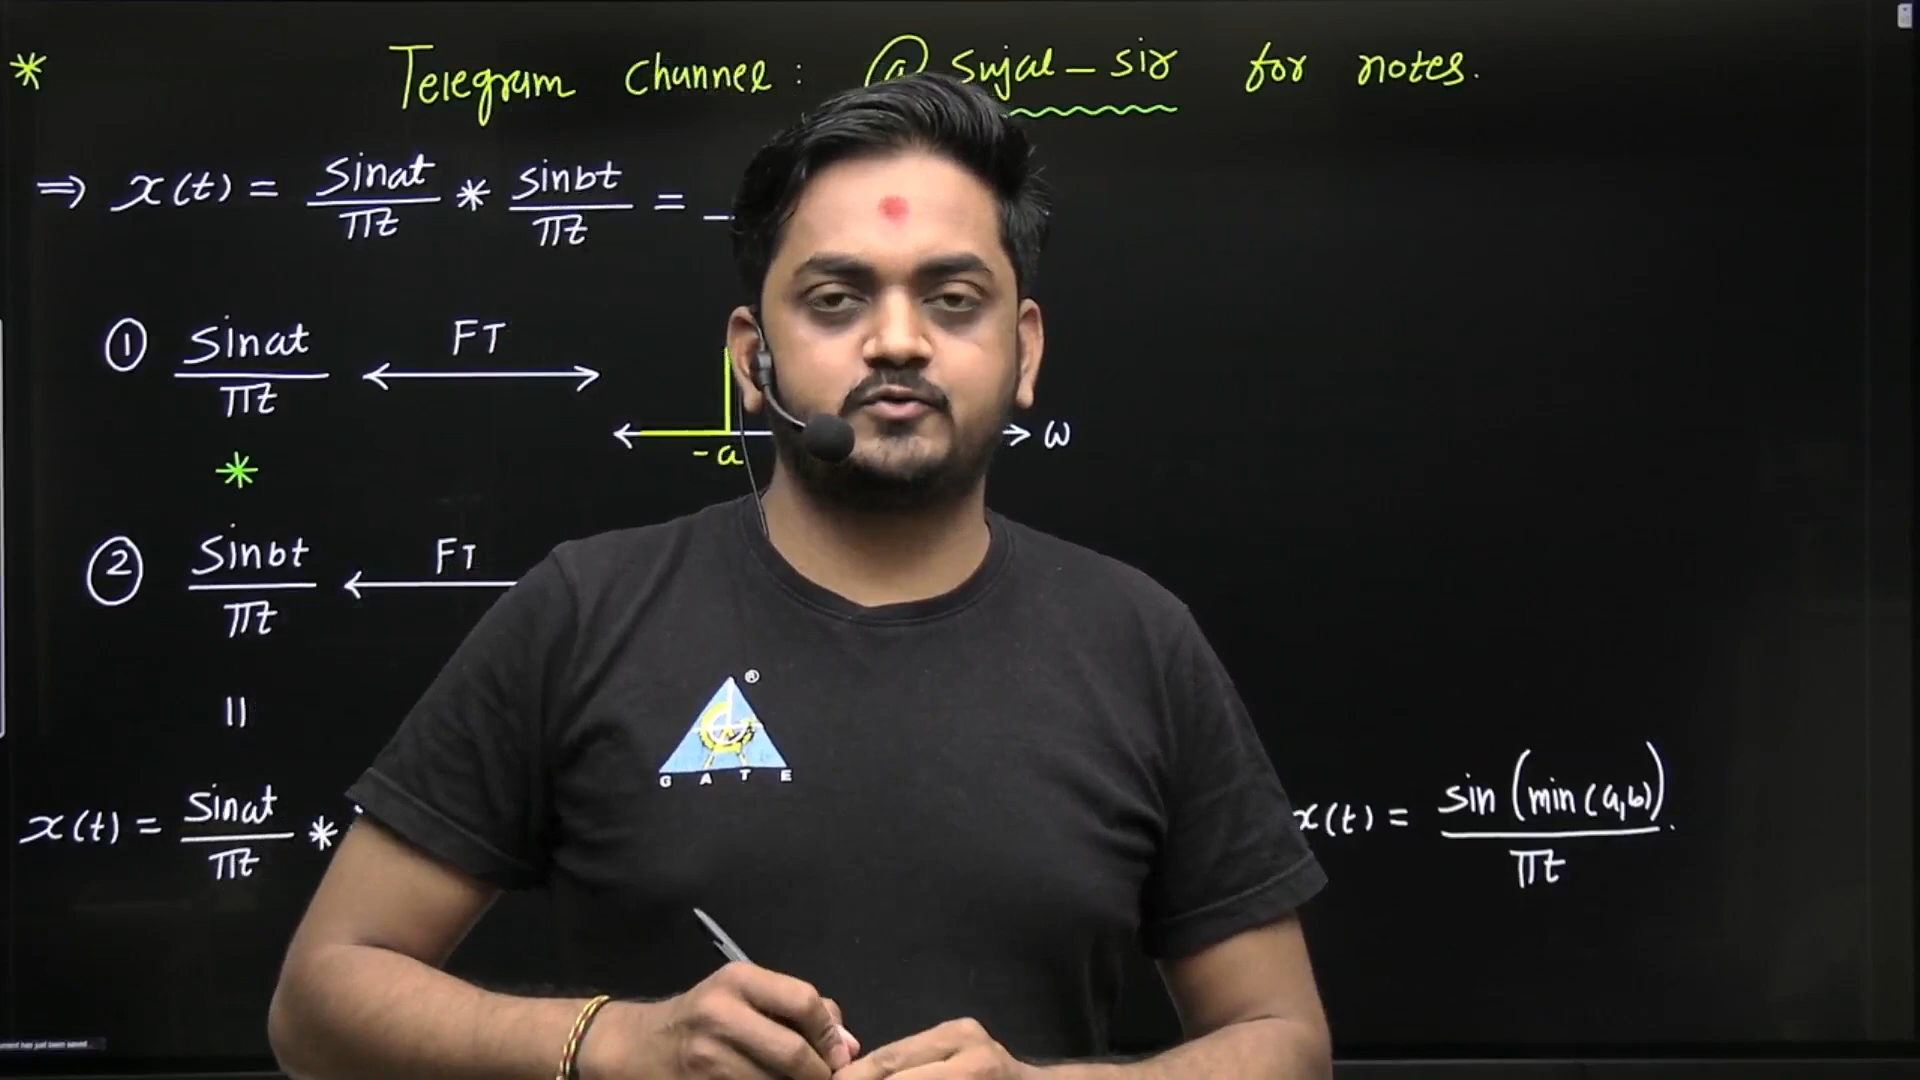 * Telegram channel: @sujal-sir for notes.
⇒ x(t) = sinat/πt * sinbt/πt = _
① sinat/πt FT
-a ω
*
② sinbt/πt FT
=
x(t) = sinat/πt *
x(t) = sin(min(a,b))/πt.
® GATE